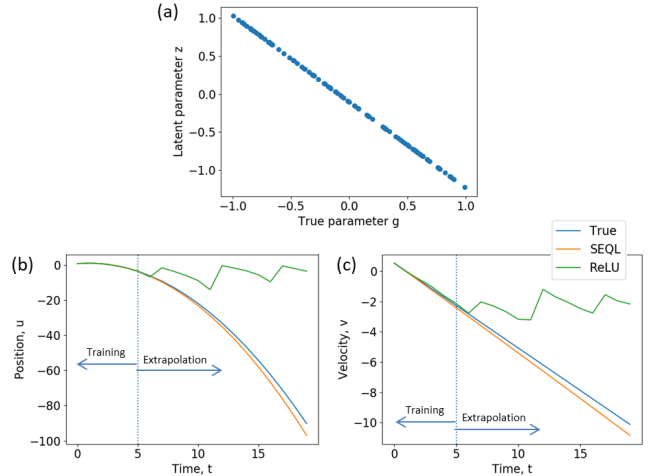 (a)
Latent parameter z
1.0
0.5
0.0
−0.5
−1.0
−1.0 −0.5 0.0 0.5 1.0
True parameter g
True
SEQL
ReLU
(b)
Position, u
0
−20
−40
−60
−80
−100
Training
Extrapolation
0 5 10 15
Time, t
(c)
Velocity, v
0
−2
−4
−6
−8
−10
Training
Extrapolation
0 5 10 15
Time, t